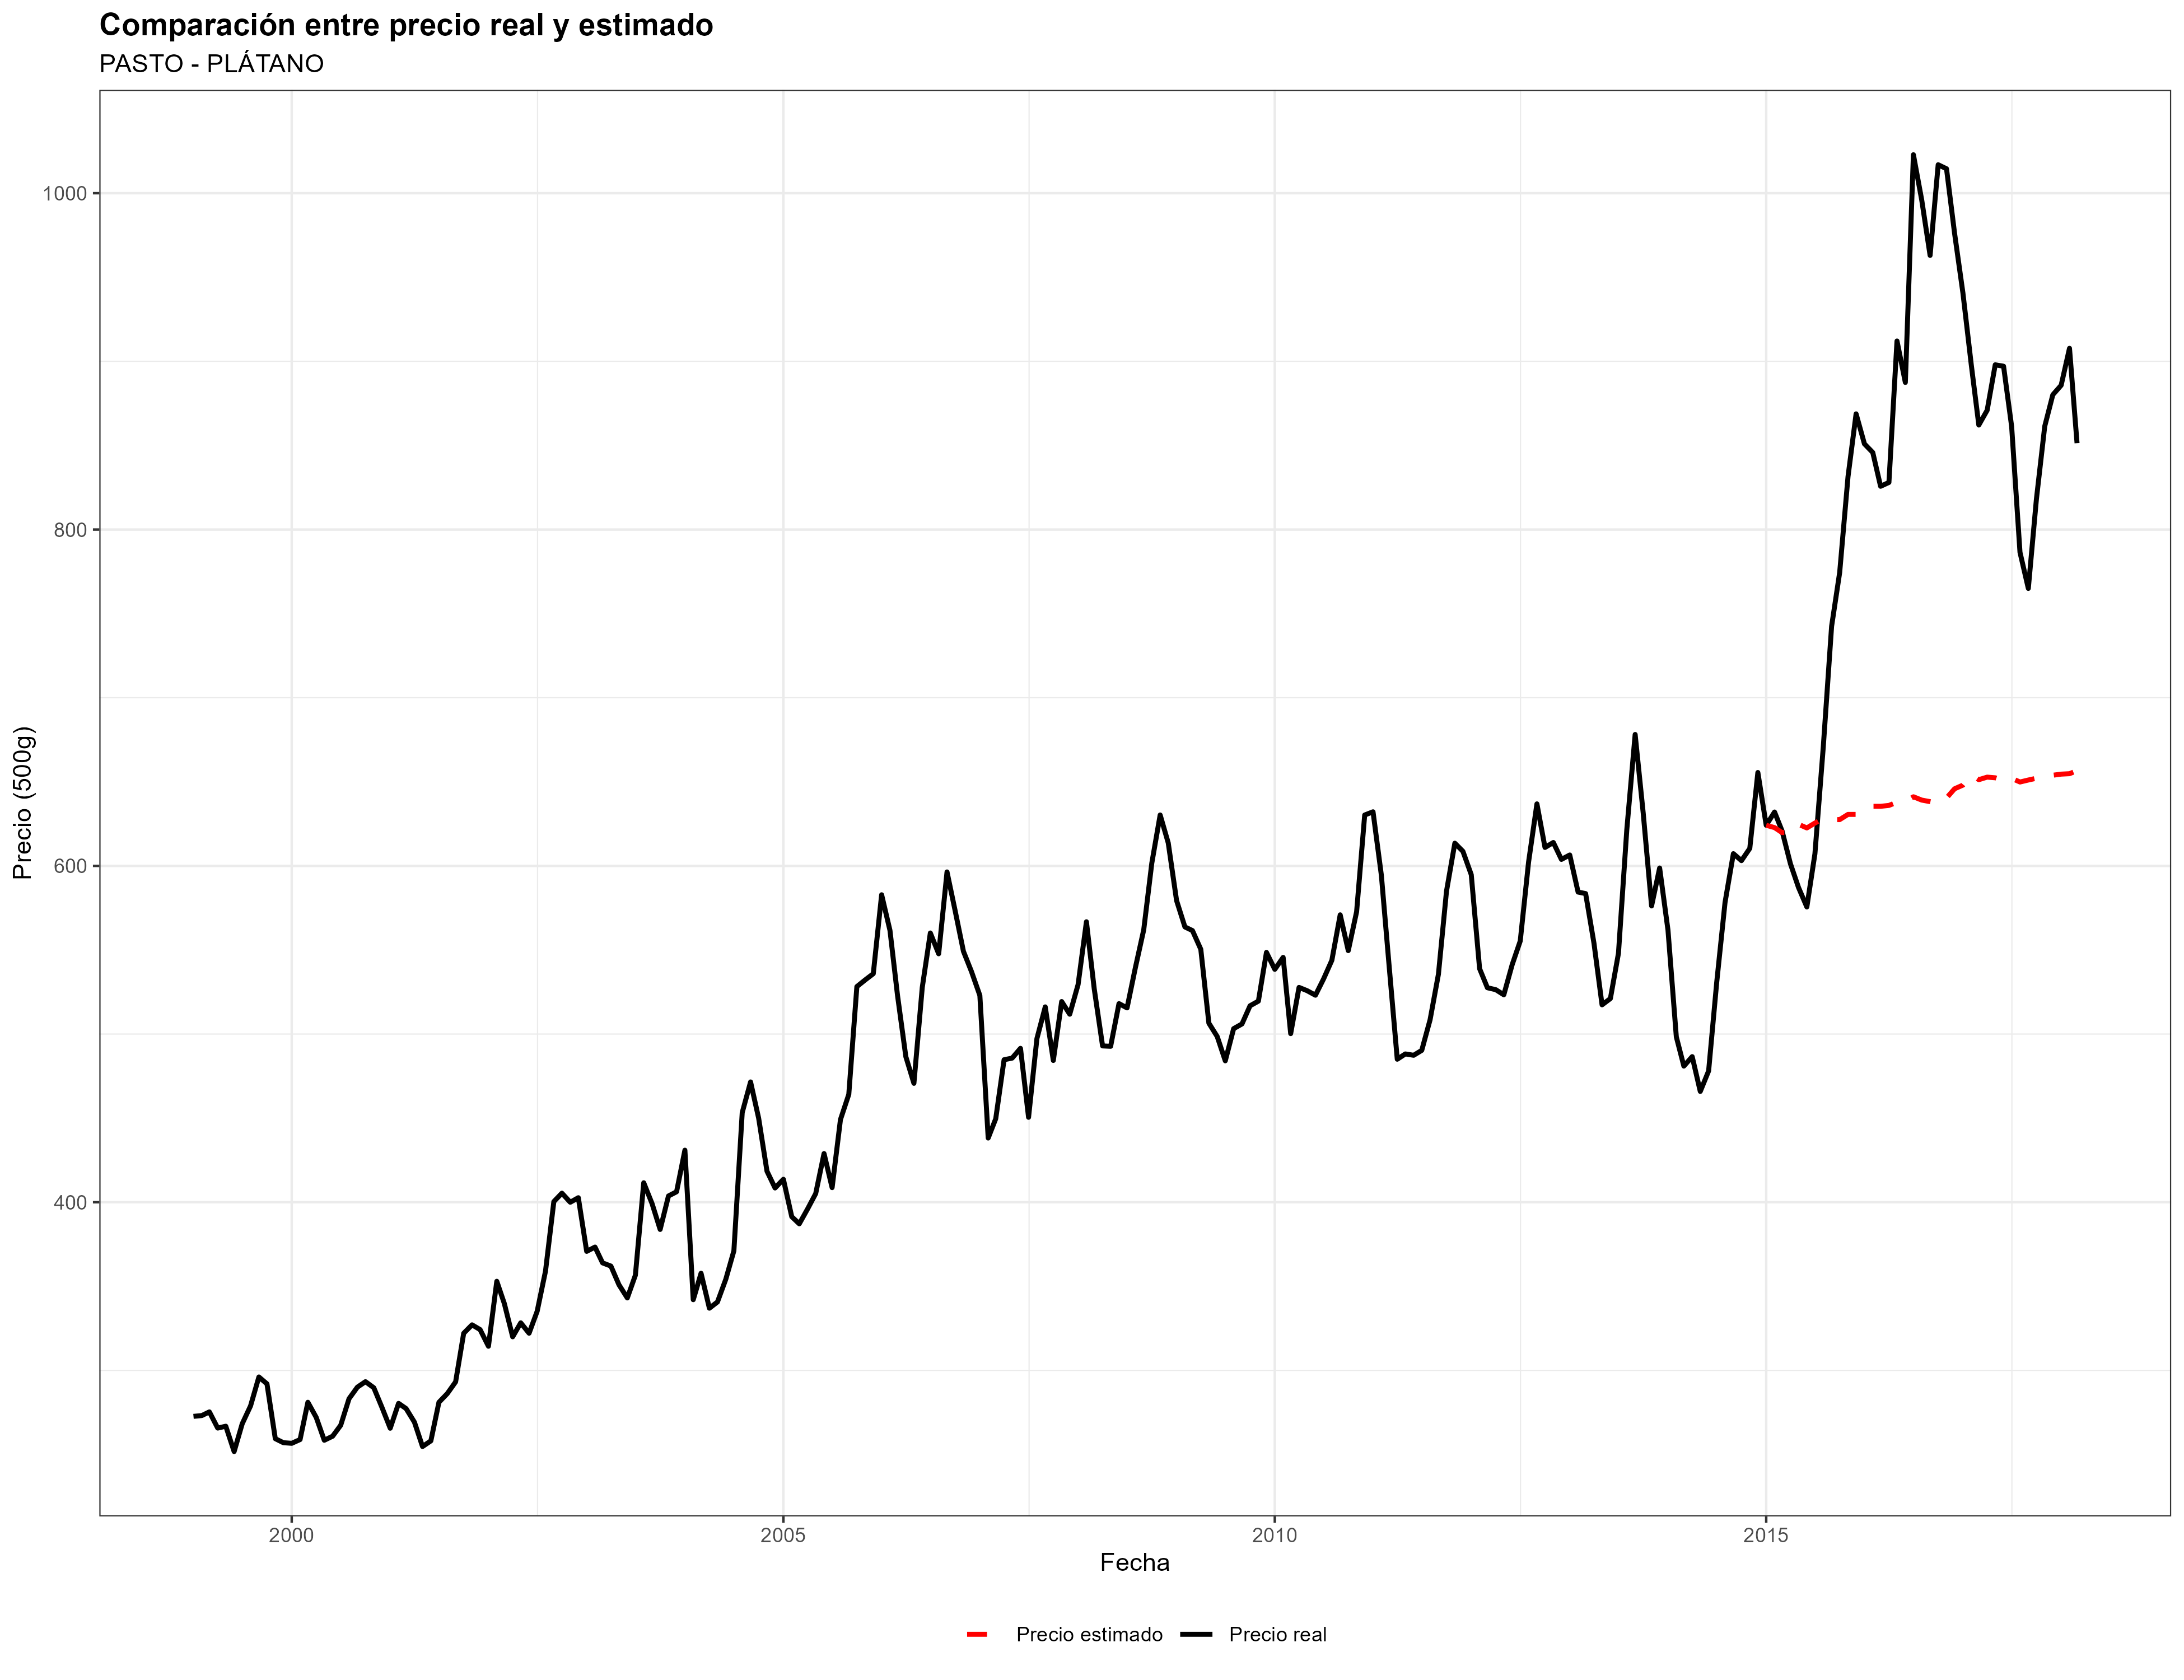 Comparación entre precio real y estimado
PASTO - PLÁTANO
Precio (500g)
1000
800
600
400
2000
2005
2010
2015
Fecha
Precio estimado
Precio real